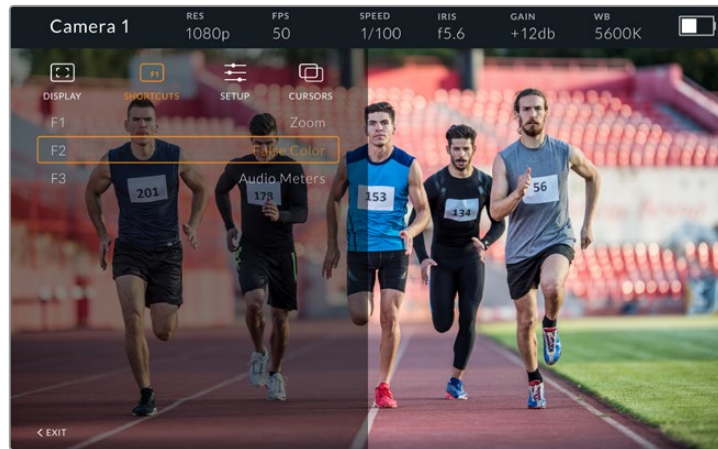 Camera 1
RES
1080p
FPS
50
SPEED
1/100
IRIS
f5.6
GAIN
+12db
WB
5600K
F1
DISPLAY
SHORTCUTS
SETUP
CURSORS
F1 Zoom
F2 False Color
F3 Audio Meters
201
178
153
134
56
< EXIT